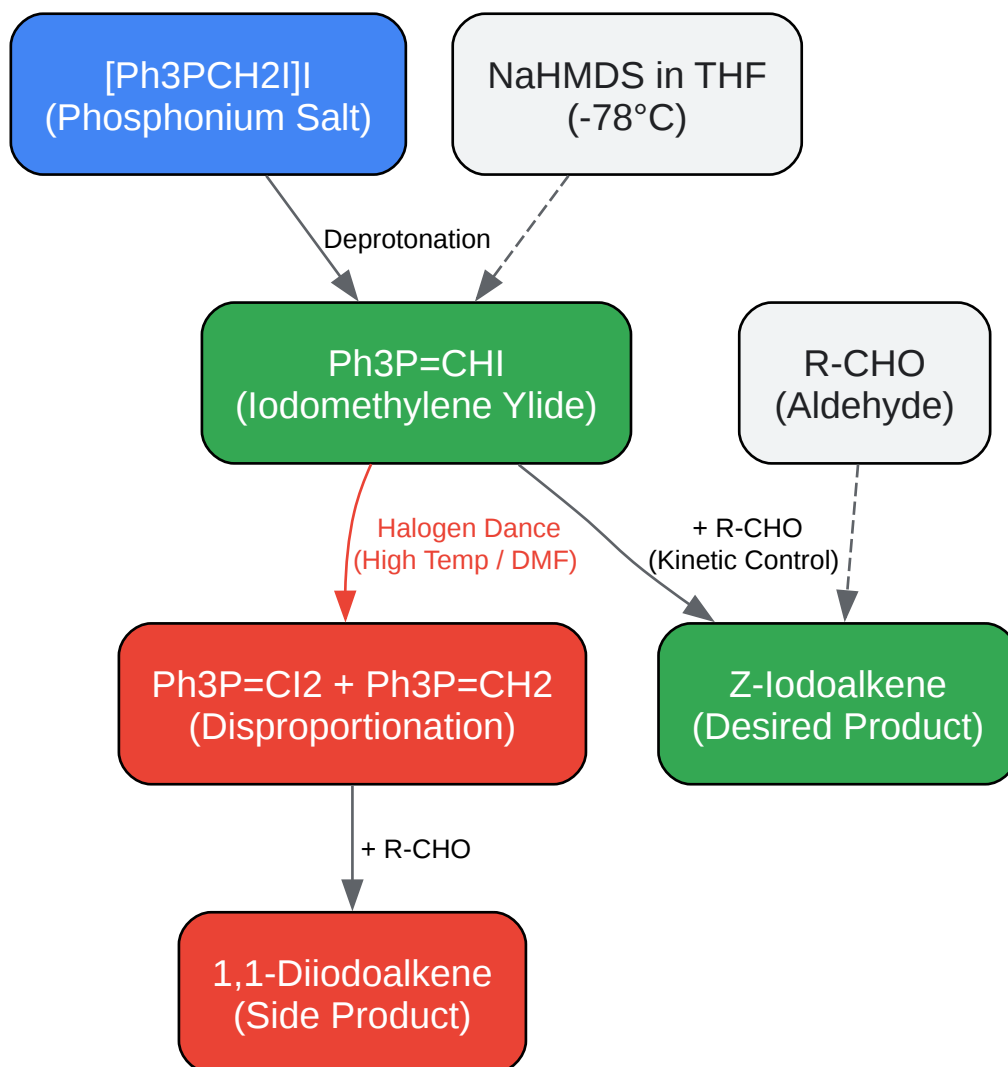 [Ph3PCH2I]I
(Phosphonium Salt)
NaHMDS in THF
(-78°C)
Deprotonation
Ph3P=CHI
(Iodomethylene Ylide)
R-CHO
(Aldehyde)
Halogen Dance
(High Temp / DMF)
+ R-CHO
(Kinetic Control)
Ph3P=CI2 + Ph3P=CH2
(Disproportionation)
Z-Iodoalkene
(Desired Product)
+ R-CHO
1,1-Diiodoalkene
(Side Product)